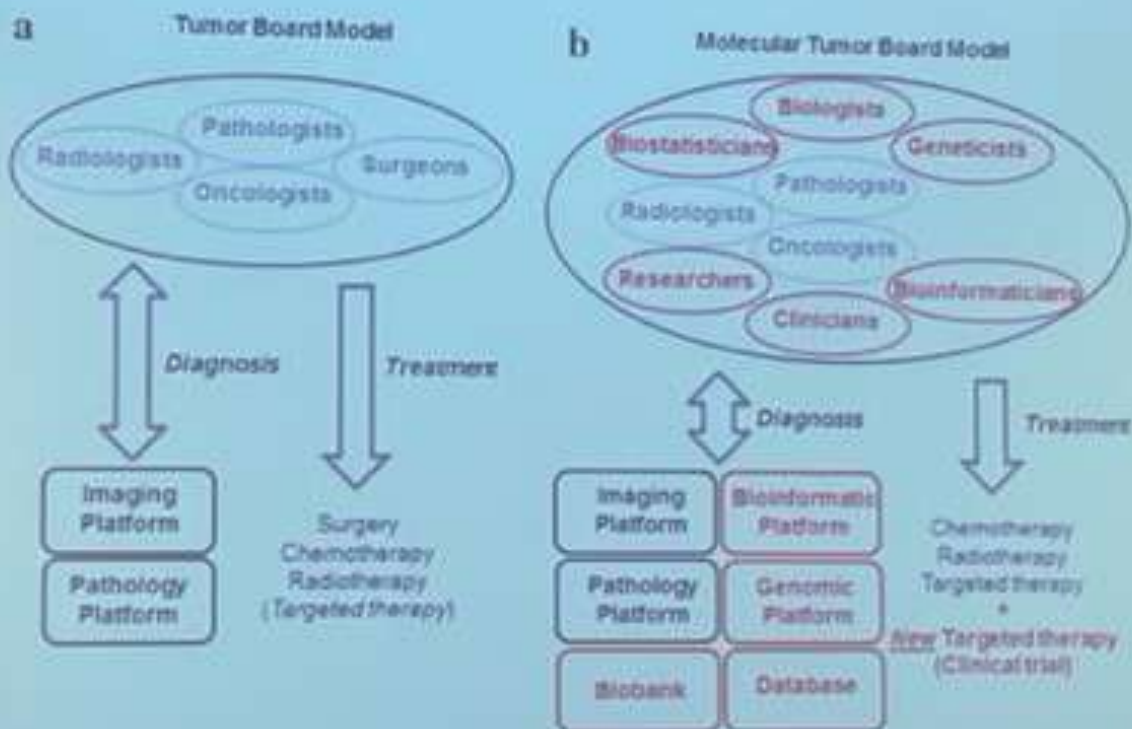 a
Tumor Board Model
Pathologists
Radiologists
Surgeons
Oncologists
Diagnosis
Treatment
Imaging
Platform
Pathology
Platform
Surgery
Chemotherapy
Radiotherapy
(Targeted therapy)
b
Molecular Tumor Board Model
Biologists
Biostatisticians
Geneticists
Pathologists
Radiologists
Oncologists
Researchers
Bioinformaticians
Clinicians
Diagnosis
Treatment
Imaging
Platform
Bioinformatic
Platform
Pathology
Platform
Genomic
Platform
Biobank
Database
Chemotherapy
Radiotherapy
Targeted therapy
+
New Targeted therapy
(Clinical trial)